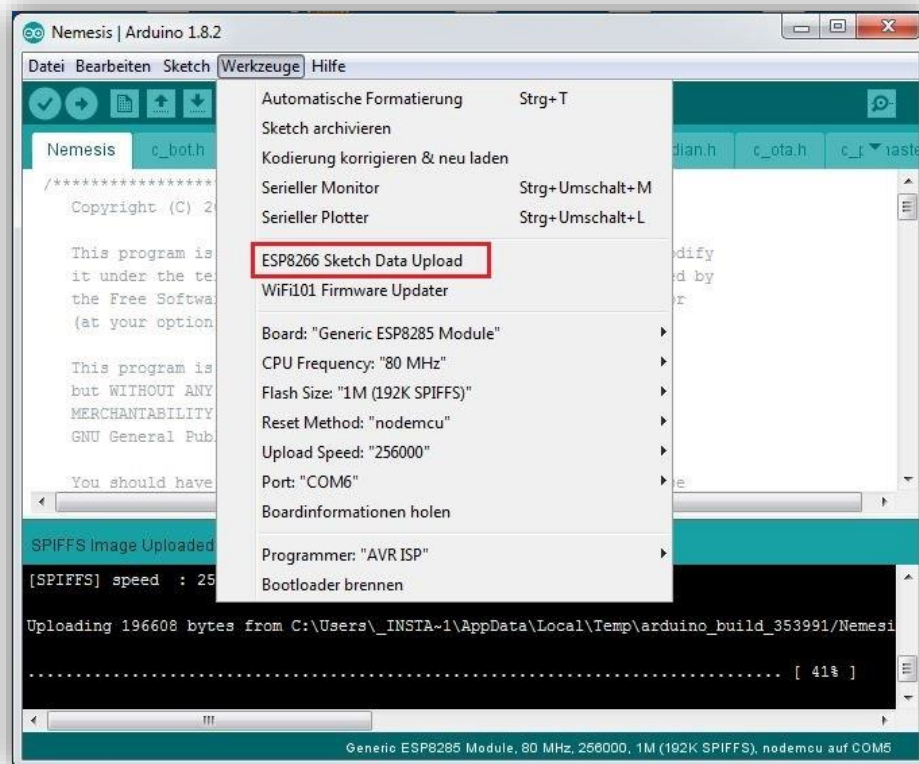 Nemesis | Arduino 1.8.2
Datei Bearbeiten Sketch Werkzeuge Hilfe
Automatische Formatierung Strg+T
Sketch archivieren
Kodierung korrigieren & neu laden
Serieller Monitor Strg+Umschalt+M
Serieller Plotter Strg+Umschalt+L
ESP8266 Sketch Data Upload
WiFi101 Firmware Updater
Board: "Generic ESP8285 Module"
CPU Frequency: "80 MHz"
Flash Size: "1M (192K SPIFFS)"
Reset Method: "nodemcu"
Upload Speed: "256000"
Port: "COM6"
Boardinformationen holen
Programmer: "AVR ISP"
Bootloader brennen
Nemesis c_bot.h dian.h c_ota.h
/******************
Copyright (C) 2
This program is odify
it under the te d by
the Free Softwa r
(at your option
This program is
but WITHOUT ANY
MERCHANTABILITY
GNU General Pub
You should have e
SPIFFS Image Uploaded
[SPIFFS] speed : 25
Uploading 196608 bytes from C:\Users\_INSTA~1\AppData\Local\Temp\arduino_build_353991/Nemesi
................................................................................ [ 41% ]
Generic ESP8285 Module, 80 MHz, 256000, 1M (192K SPIFFS), nodemcu auf COM5